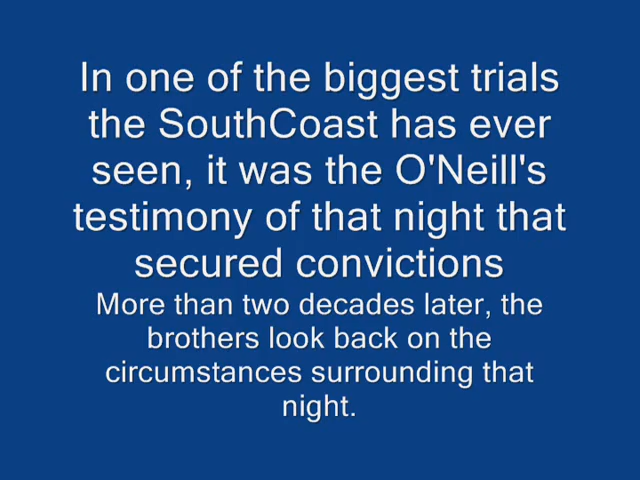 In one of the biggest trials
the SouthCoast has ever
seen, it was the O'Neill's
testimony of that night that
secured convictions
More than two decades later, the
brothers look back on the
circumstances surrounding that
night.